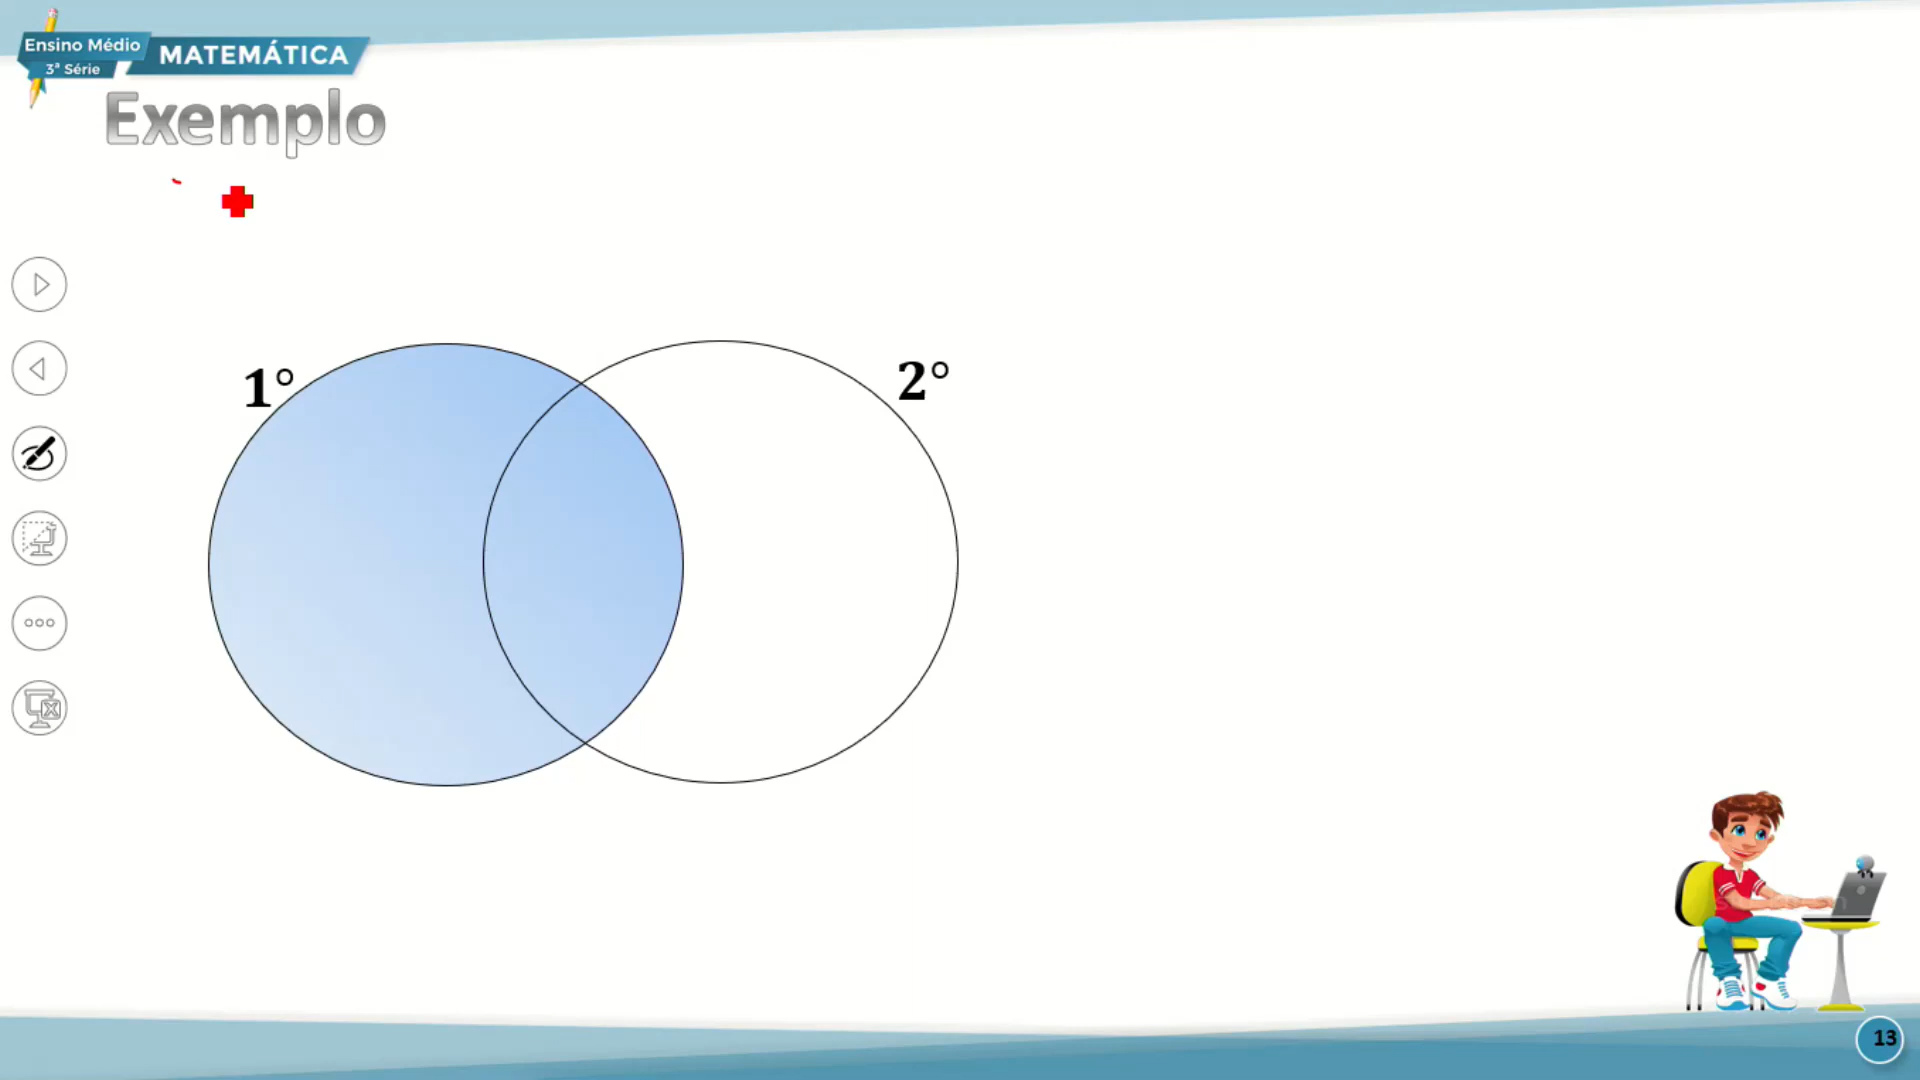 Ensino Médio
3ª Série
MATEMÁTICA
Exemplo
1°
2°
13